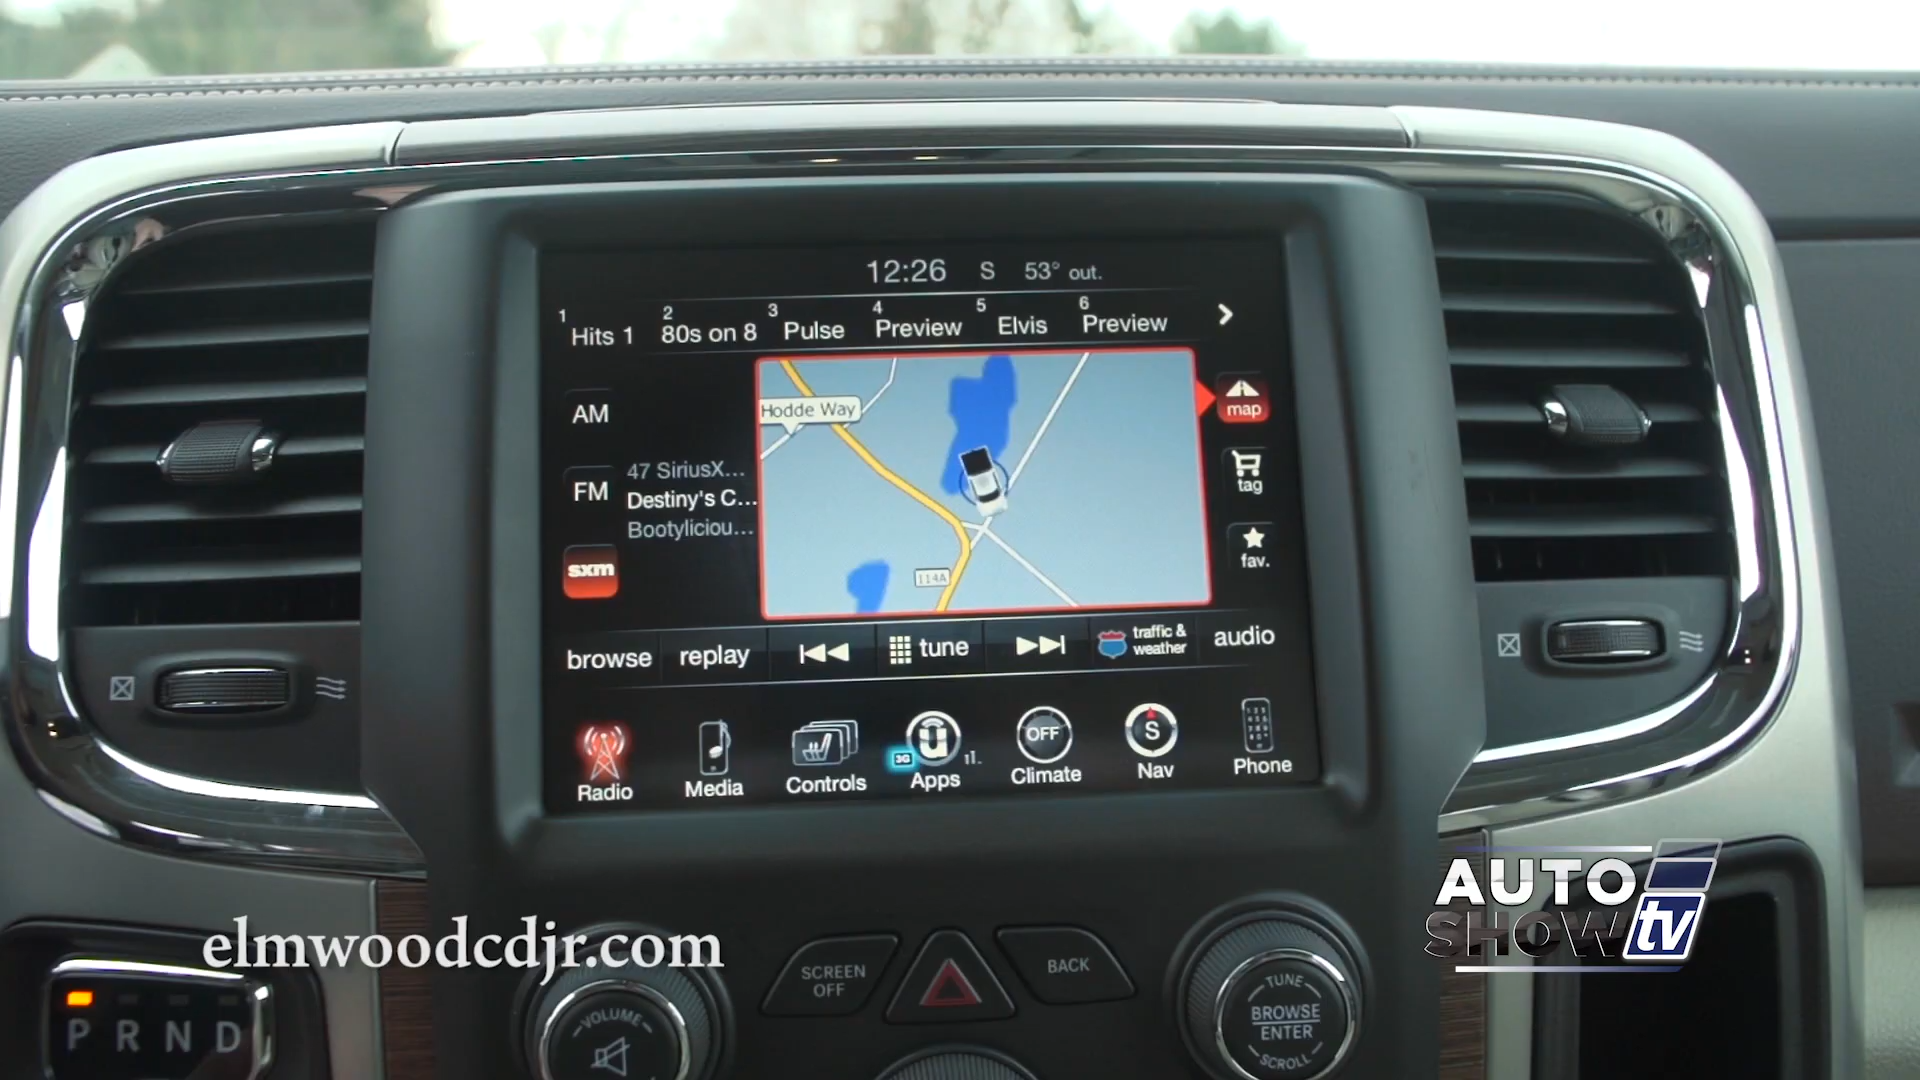 12:26 S 53° out.
1 Hits 1 2 80s on 8 3 Pulse 4 Preview 5 Elvis 6 Preview
AM
Hodde Way
map
47 SiriusX...
FM
Destiny's C...
tag
Bootyliciou...
sxm
114A
fav.
browse replay tune traffic & weather audio
Radio Media Controls 3G Apps OFF Climate S Nav Phone
AUTO
SHOW tv
elmwoodcdjr.com
SCREEN OFF
BACK
P R N D
VOLUME
TUNE
BROWSE
ENTER
SCROLL